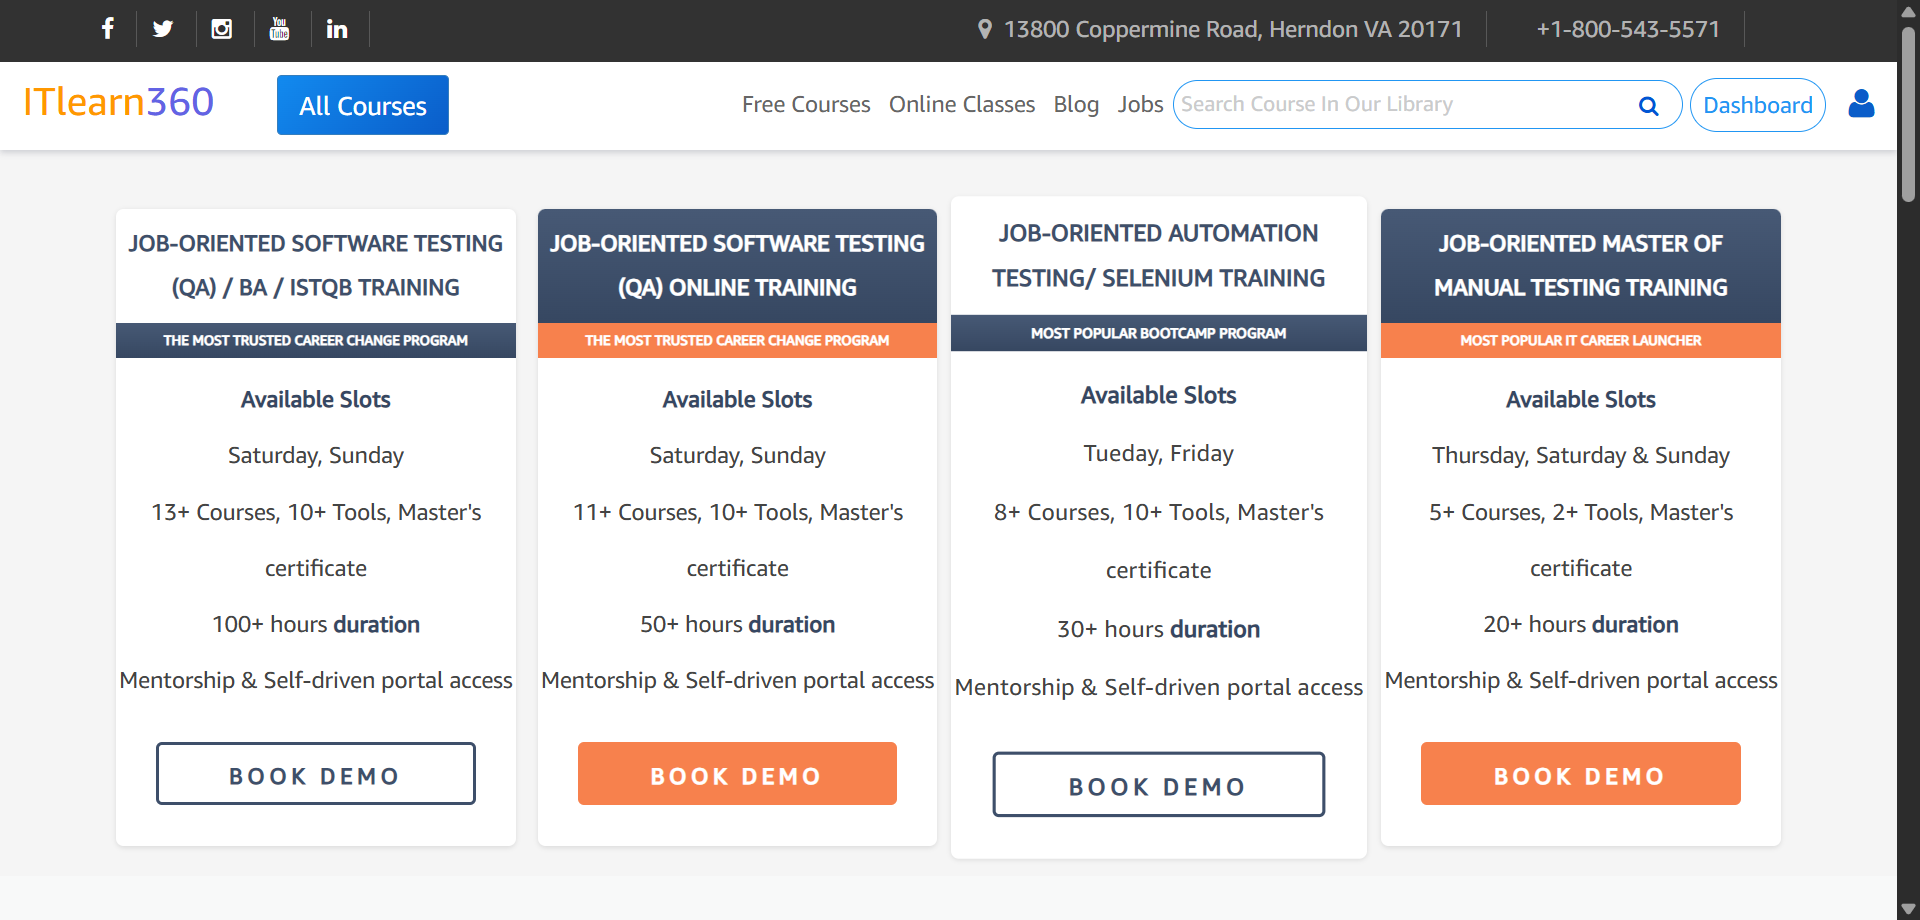 13800 Coppermine Road, Herndon VA 20171
+1-800-543-5571
ITlearn360
All Courses
Free Courses
Online Classes
Blog
Jobs
Search Course In Our Library
Dashboard
JOB-ORIENTED SOFTWARE TESTING
(QA) / BA / ISTQB TRAINING
THE MOST TRUSTED CAREER CHANGE PROGRAM
Available Slots
Saturday, Sunday
13+ Courses, 10+ Tools, Master's
certificate
100+ hours duration
Mentorship & Self-driven portal access
BOOK DEMO
JOB-ORIENTED SOFTWARE TESTING
(QA) ONLINE TRAINING
THE MOST TRUSTED CAREER CHANGE PROGRAM
Available Slots
Saturday, Sunday
11+ Courses, 10+ Tools, Master's
certificate
50+ hours duration
Mentorship & Self-driven portal access
BOOK DEMO
JOB-ORIENTED AUTOMATION
TESTING/ SELENIUM TRAINING
MOST POPULAR BOOTCAMP PROGRAM
Available Slots
Tueday, Friday
8+ Courses, 10+ Tools, Master's
certificate
30+ hours duration
Mentorship & Self-driven portal access
BOOK DEMO
JOB-ORIENTED MASTER OF
MANUAL TESTING TRAINING
MOST POPULAR IT CAREER LAUNCHER
Available Slots
Thursday, Saturday & Sunday
5+ Courses, 2+ Tools, Master's
certificate
20+ hours duration
Mentorship & Self-driven portal access
BOOK DEMO